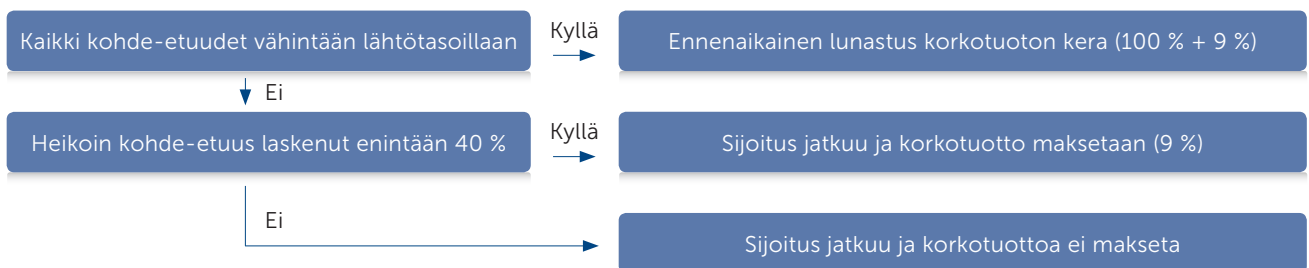 Kaikki kohde-etuudet vähintään lähtötasoillaan
Kyllä
Ennenaikainen lunastus korkotuoton kera (100 % + 9 %)
Ei
Heikoin kohde-etuus laskenut enintään 40 %
Kyllä
Sijoitus jatkuu ja korkotuotto maksetaan (9 %)
Ei
Sijoitus jatkuu ja korkotuottoa ei makseta